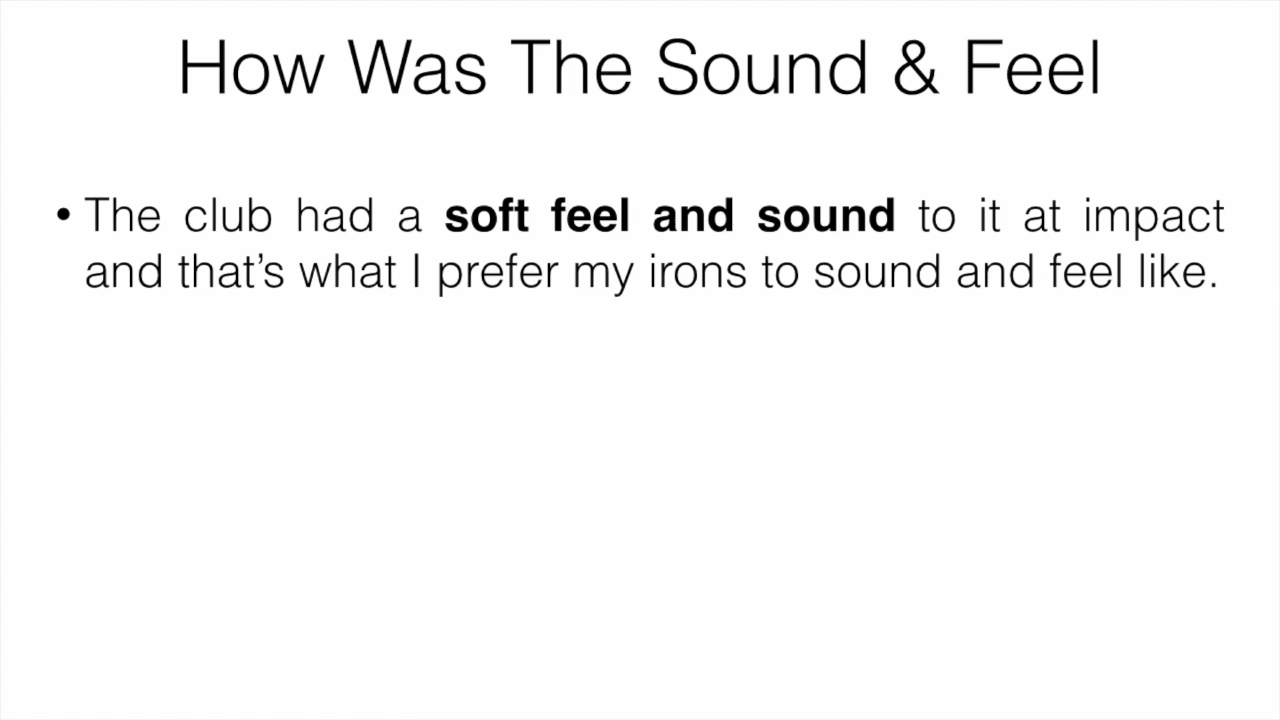 How Was The Sound & Feel
• The club had a soft feel and sound to it at impact
and that’s what I prefer my irons to sound and feel like.